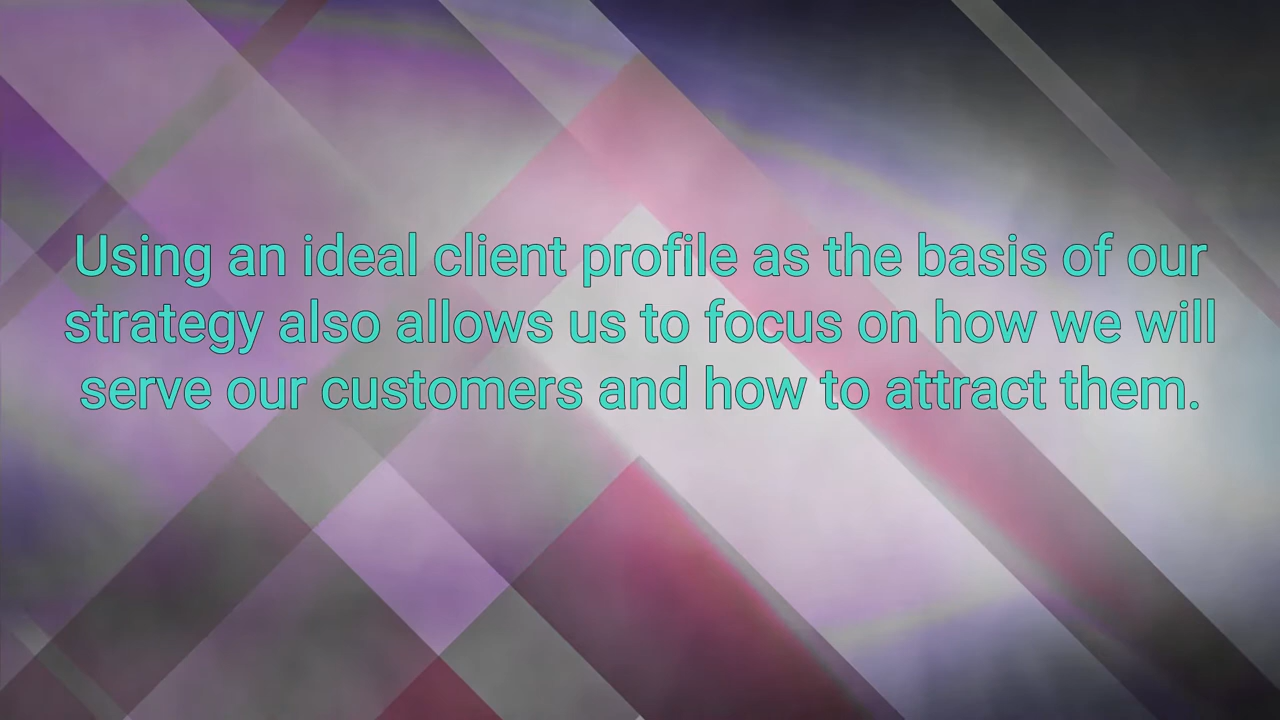 Using an ideal client profile as the basis of our
strategy also allows us to focus on how we will
serve our customers and how to attract them.